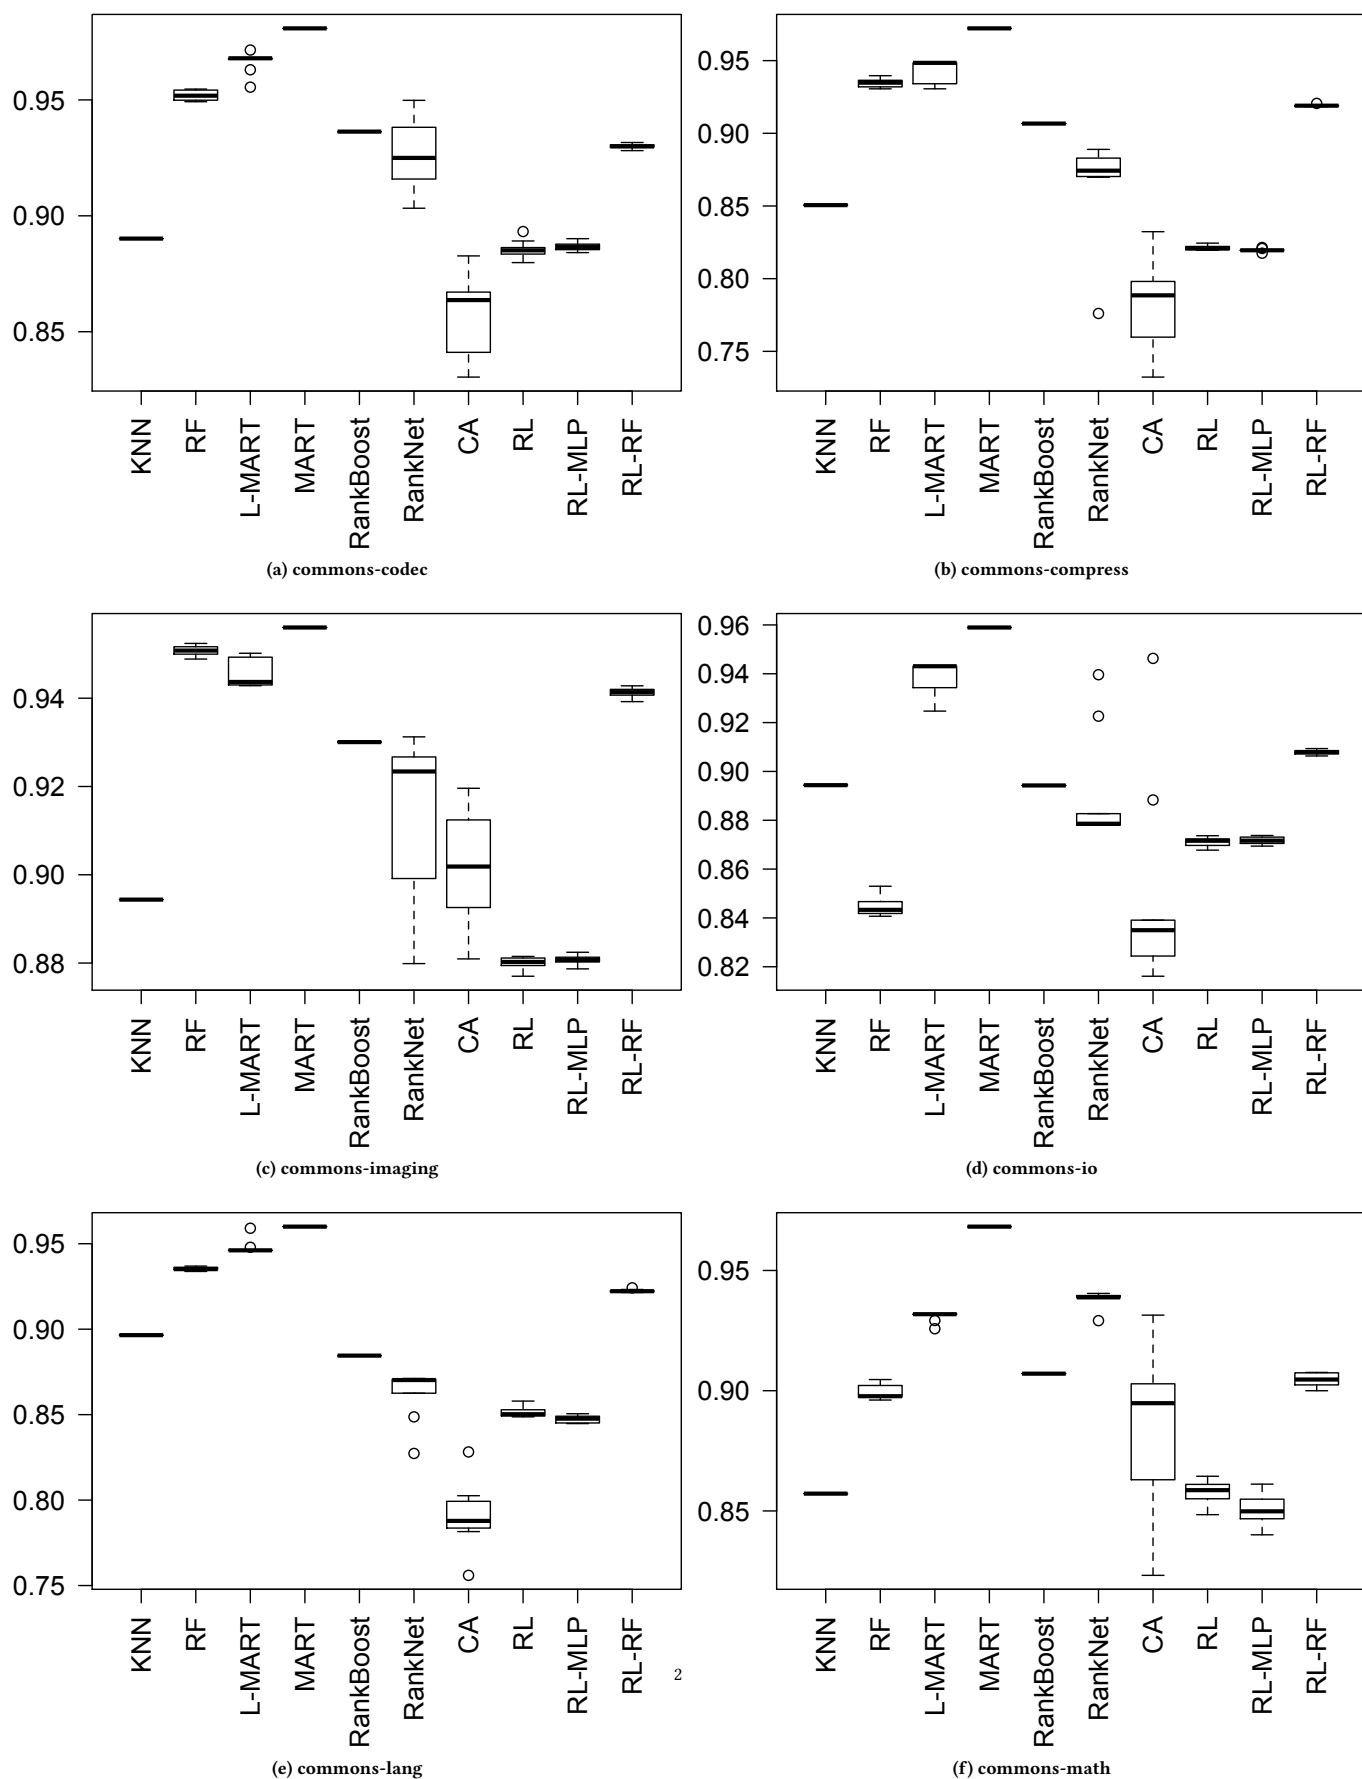 0.95
0.90
0.85
KNN
RF
L-MART
MART
RankBoost
RankNet
CA
RL
RL-MLP
RL-RF
(a) commons-codec
0.95
0.90
0.85
0.80
0.75
KNN
RF
L-MART
MART
RankBoost
RankNet
CA
RL
RL-MLP
RL-RF
(b) commons-compress
0.94
0.92
0.90
0.88
KNN
RF
L-MART
MART
RankBoost
RankNet
CA
RL
RL-MLP
RL-RF
(c) commons-imaging
0.96
0.94
0.92
0.90
0.88
0.86
0.84
0.82
KNN
RF
L-MART
MART
RankBoost
RankNet
CA
RL
RL-MLP
RL-RF
(d) commons-io
0.95
0.90
0.85
0.80
0.75
KNN
RF
L-MART
MART
RankBoost
RankNet
CA
RL
RL-MLP
RL-RF
(e) commons-lang
0.95
0.90
0.85
KNN
RF
L-MART
MART
RankBoost
RankNet
CA
RL
RL-MLP
RL-RF
(f) commons-math
2